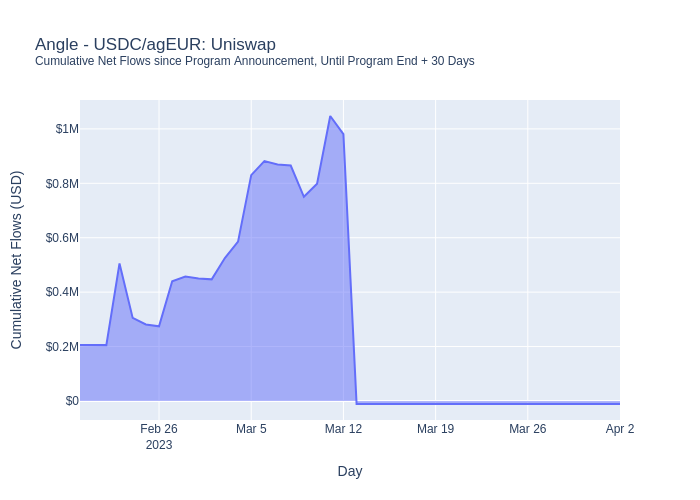 Angle - USDC/agEUR: Uniswap
Cumulative Net Flows since Program Announcement, Until Program End + 30 Days
Cumulative Net Flows (USD)
$1M
$0.8M
$0.6M
$0.4M
$0.2M
$0
Feb 26
2023
Mar 5
Mar 12
Mar 19
Mar 26
Apr 2
Day